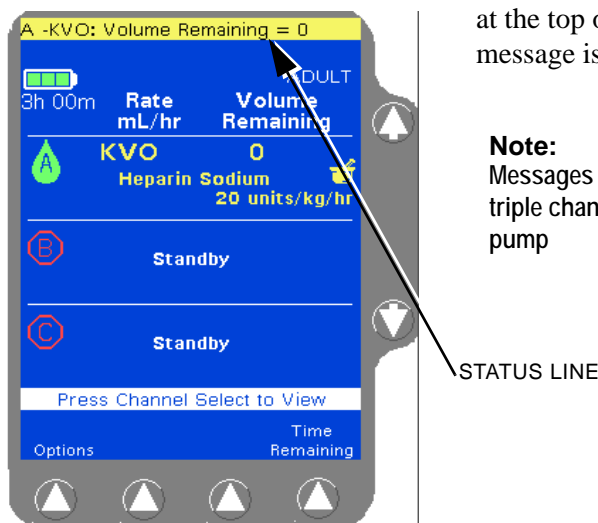 A -KVO: Volume Remaining = 0
ADULT
3h 00m
Rate
mL/hr
Volume
Remaining
A
KVO
0
Heparin Sodium
20 units/kg/hr
B
Standby
C
Standby
Press Channel Select to View
Options
Time
Remaining
at the top o
message is
Note:
Messages
triple chan
pump
STATUS LINE